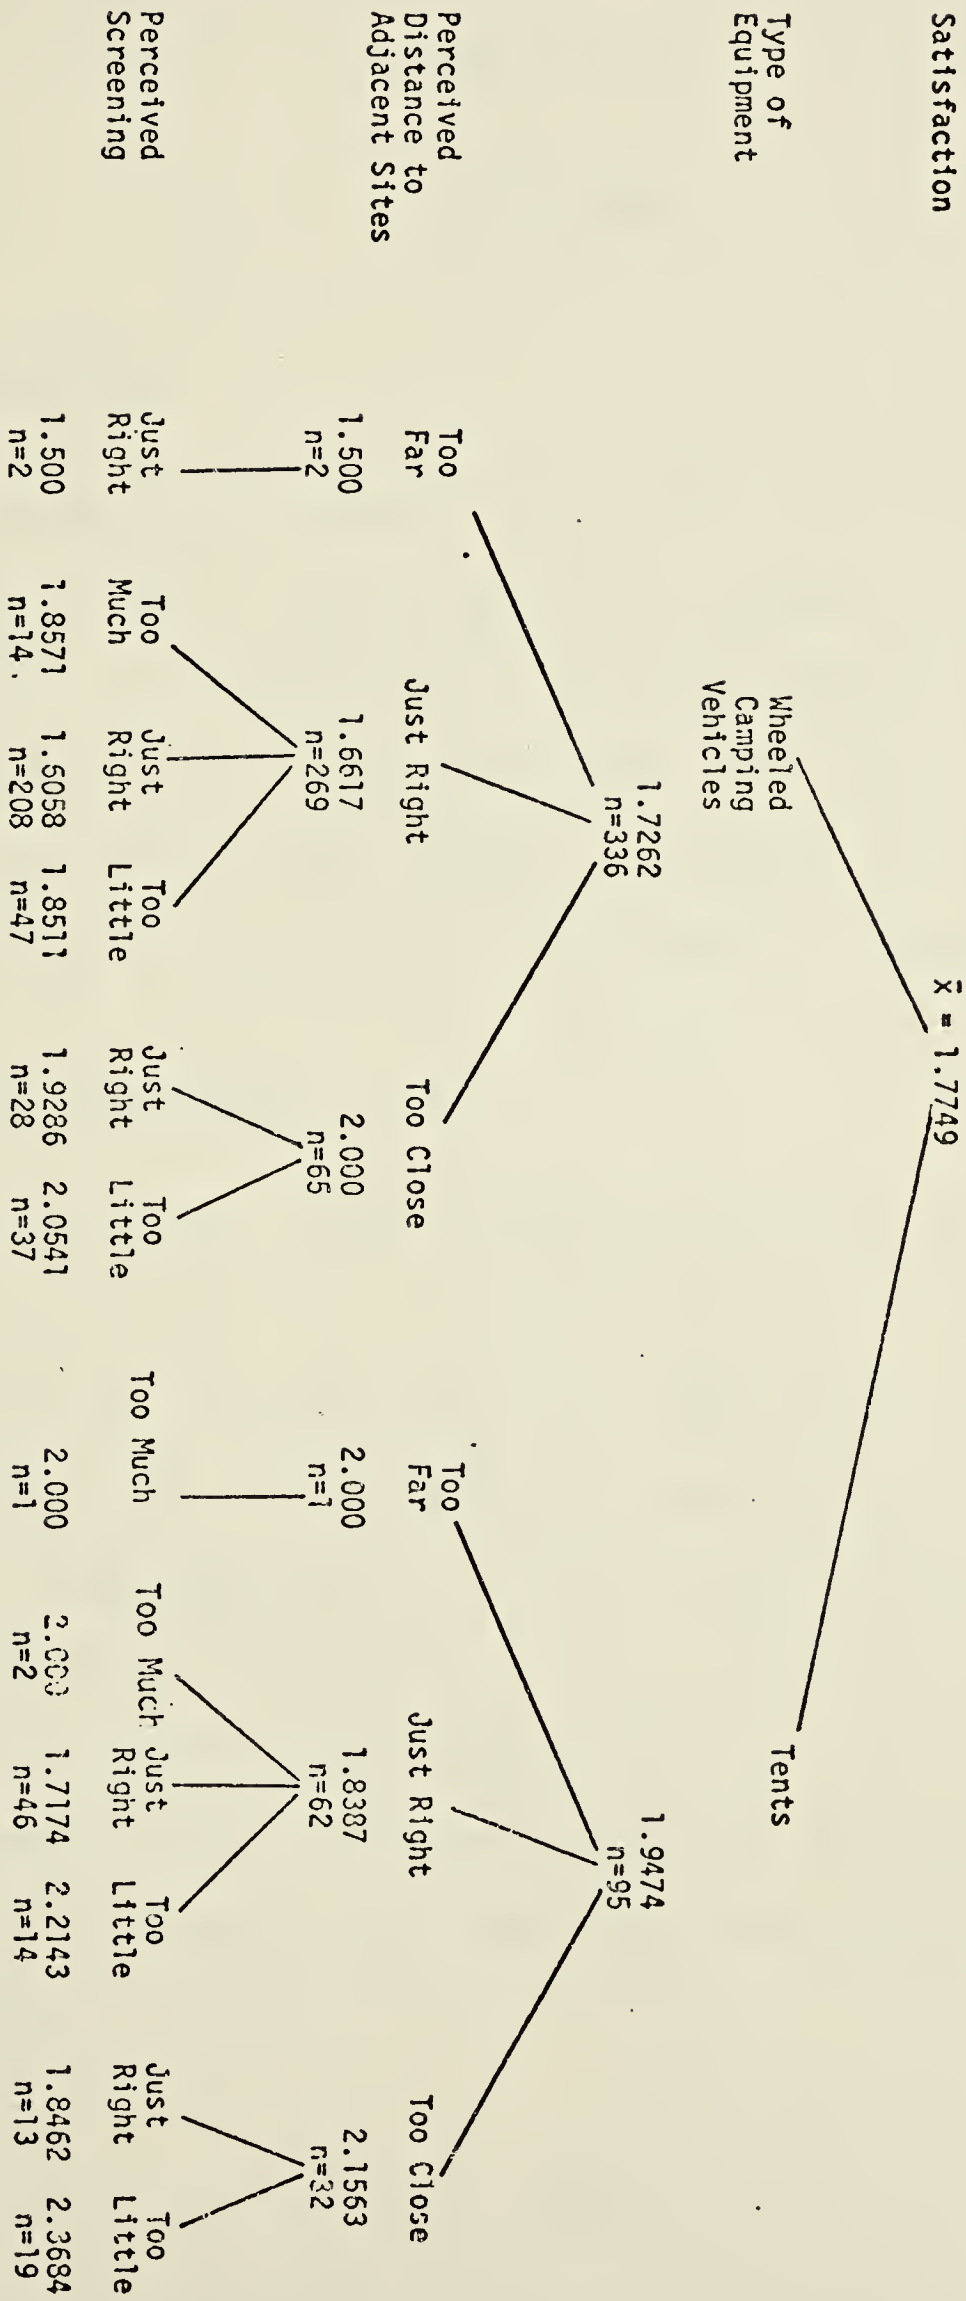 Satisfaction
x̄ = 1.7749
Type of
Equipment
Wheeled
Camping
Vehicles
Tents
1.7262
n=336
1.9474
n=95
Perceived
Distance to
Adjacent Sites
Too
Far
Just Right
Too Close
Too
Far
Just Right
Too Close
1.500
n=2
1.6617
n=269
2.000
n=65
2.000
n=1
1.8387
n=62
2.1563
n=32
Perceived
Screening
Just
Right
Too
Much
Just
Right
Too
Little
Just
Right
Too
Little
Too Much
Too Much
Just
Right
Too
Little
Just
Right
Too
Little
1.500
n=2
1.8571
n=14
1.6058
n=208
1.8511
n=47
1.9286
n=28
2.0541
n=37
2.000
n=1
2.000
n=2
1.7174
n=46
2.2143
n=14
1.8462
n=13
2.3684
n=19